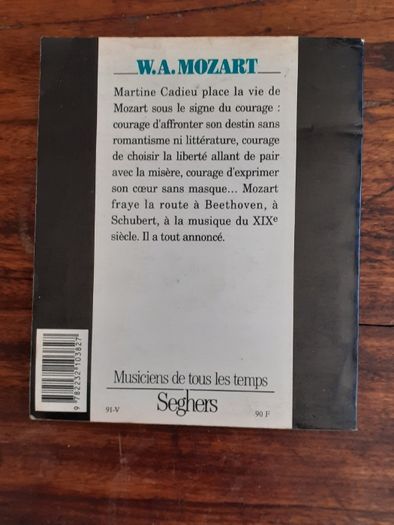 W.A.MOZART
Martine Cadieu place la vie de
Mozart sous le signe du courage :
courage d'affronter son destin sans
romantisme ni littérature, courage
de choisir la liberté allant de pair
avec la misère, courage d'exprimer
son cœur sans masque... Mozart
fraye la route à Beethoven, à
Schubert, à la musique du XIXe
siècle. Il a tout annoncé.
9 782232 103827
Musiciens de tous les temps
Seghers
91-V
90 F